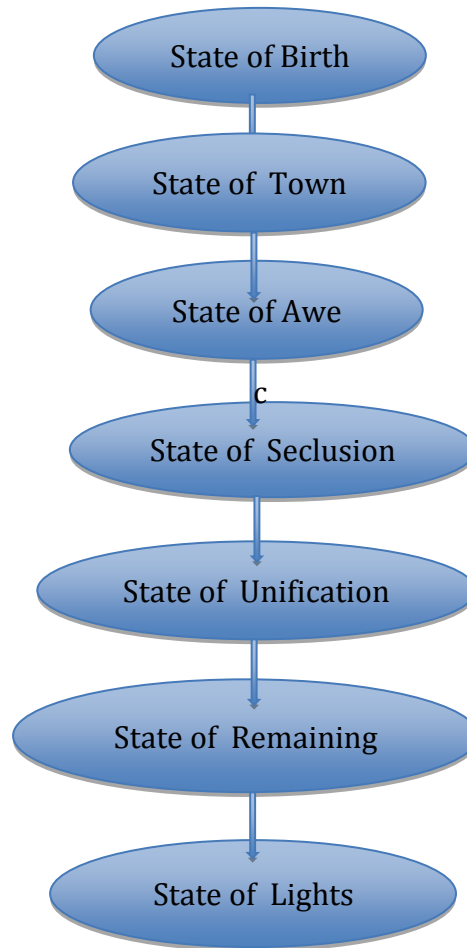 State of Birth
State of Town
State of Awe
c
State of Seclusion
State of Unification
State of Remaining
State of Lights